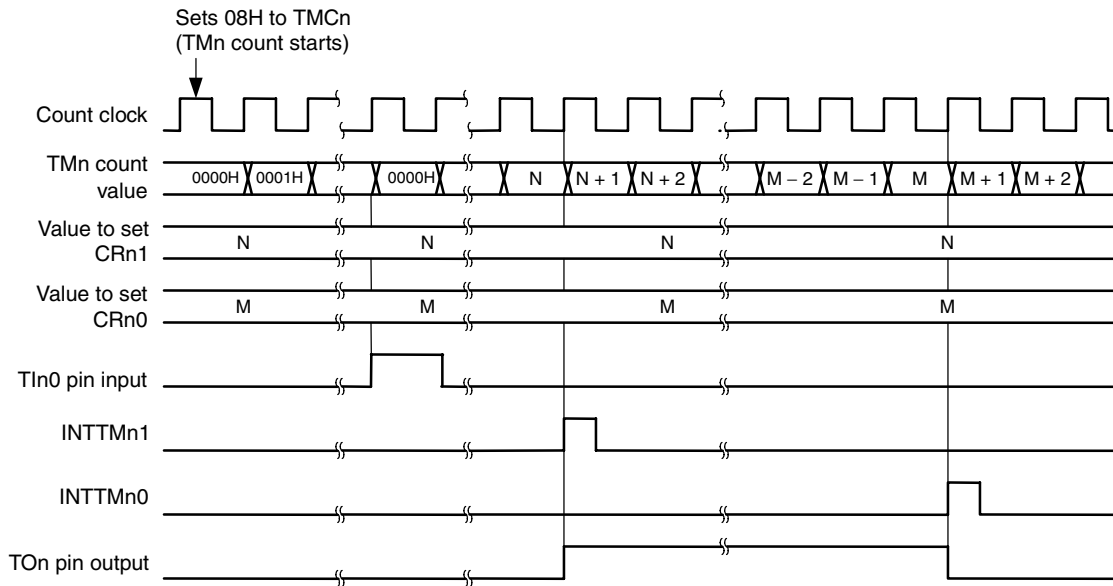 Sets 08H to TMCn
(TMn count starts)
Count clock
TMn count
value
0000H 0001H 0000H N N + 1 N + 2 M − 2 M − 1 M M + 1 M + 2
Value to set
CRn1
N N N N
Value to set
CRn0
M M M M
TIn0 pin input
INTTMn1
INTTMn0
TOn pin output